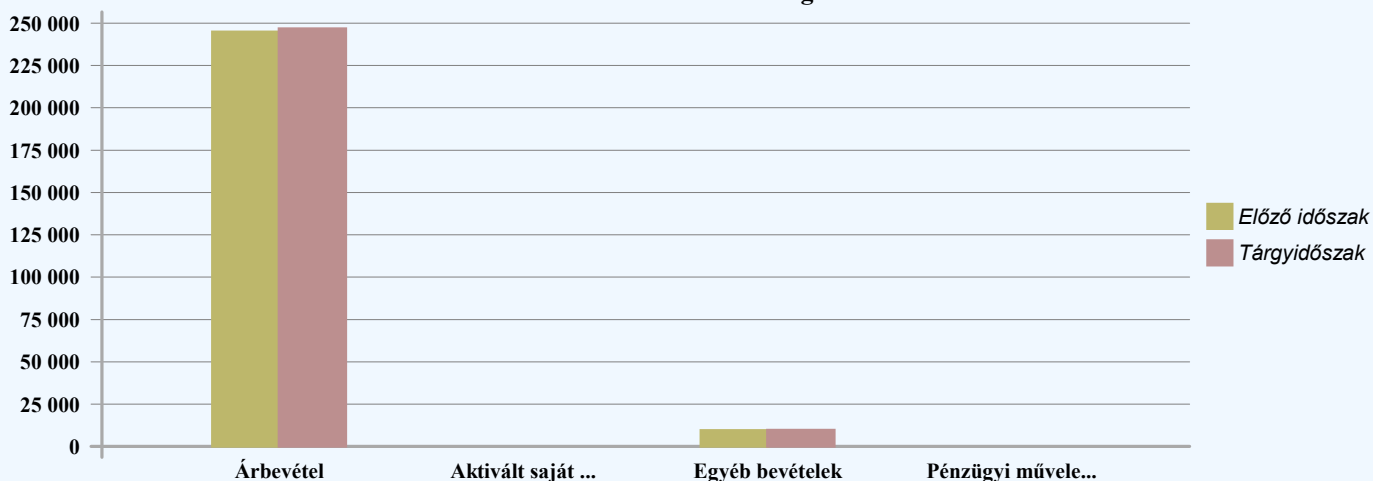 250 000
225 000
200 000
175 000
150 000
125 000
100 000
75 000
50 000
25 000
0
Árbevétel
Aktivált saját ...
Egyéb bevételek
Pénzügyi művele...
Előző időszak
Tárgyidőszak